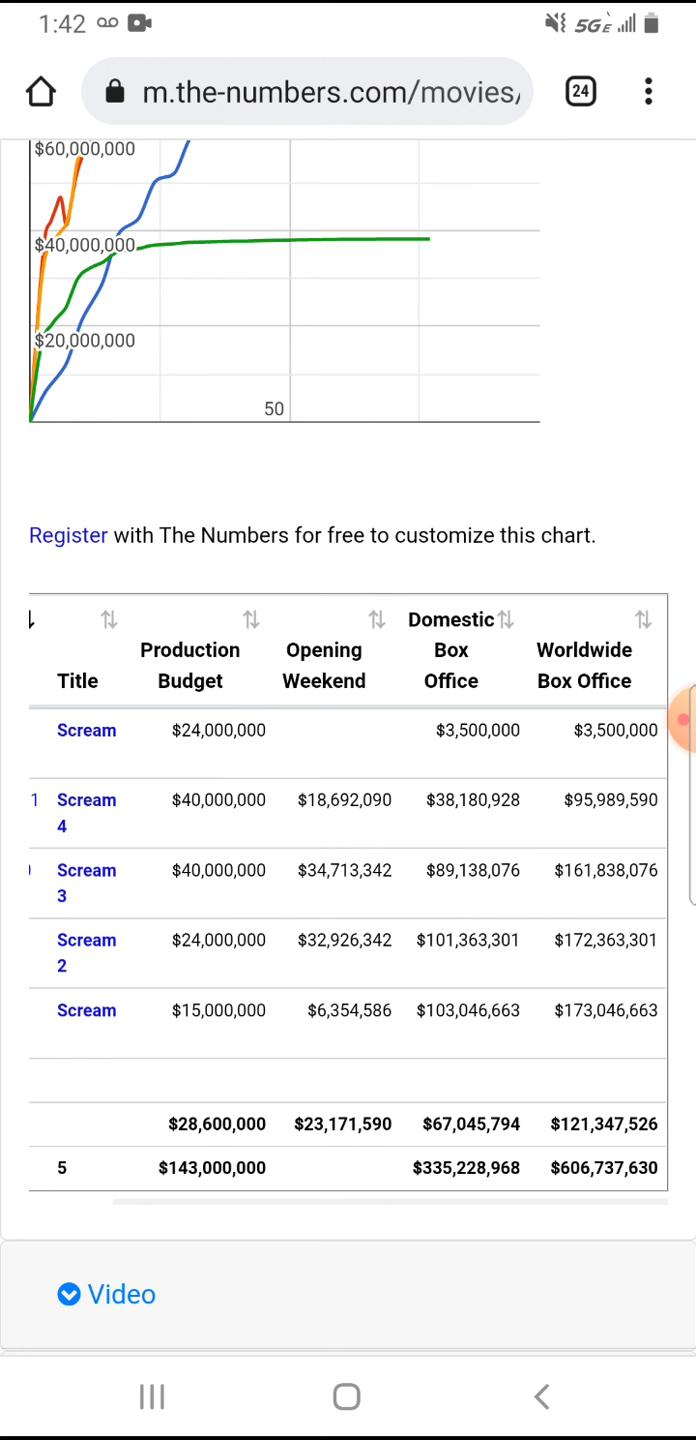 1:42
5GE
m.the-numbers.com/movies
24
$60,000,000
$40,000,000
$20,000,000
50
Register with The Numbers for free to customize this chart.
Title Production Budget Opening Weekend Domestic Box Office Worldwide Box Office
Scream $24,000,000 $3,500,000 $3,500,000
1 Scream $40,000,000 $18,692,090 $38,180,928 $95,989,590
4
Scream $40,000,000 $34,713,342 $89,138,076 $161,838,076
3
Scream $24,000,000 $32,926,342 $101,363,301 $172,363,301
2
Scream $15,000,000 $6,354,586 $103,046,663 $173,046,663
$28,600,000 $23,171,590 $67,045,794 $121,347,526
5 $143,000,000 $335,228,968 $606,737,630
Video